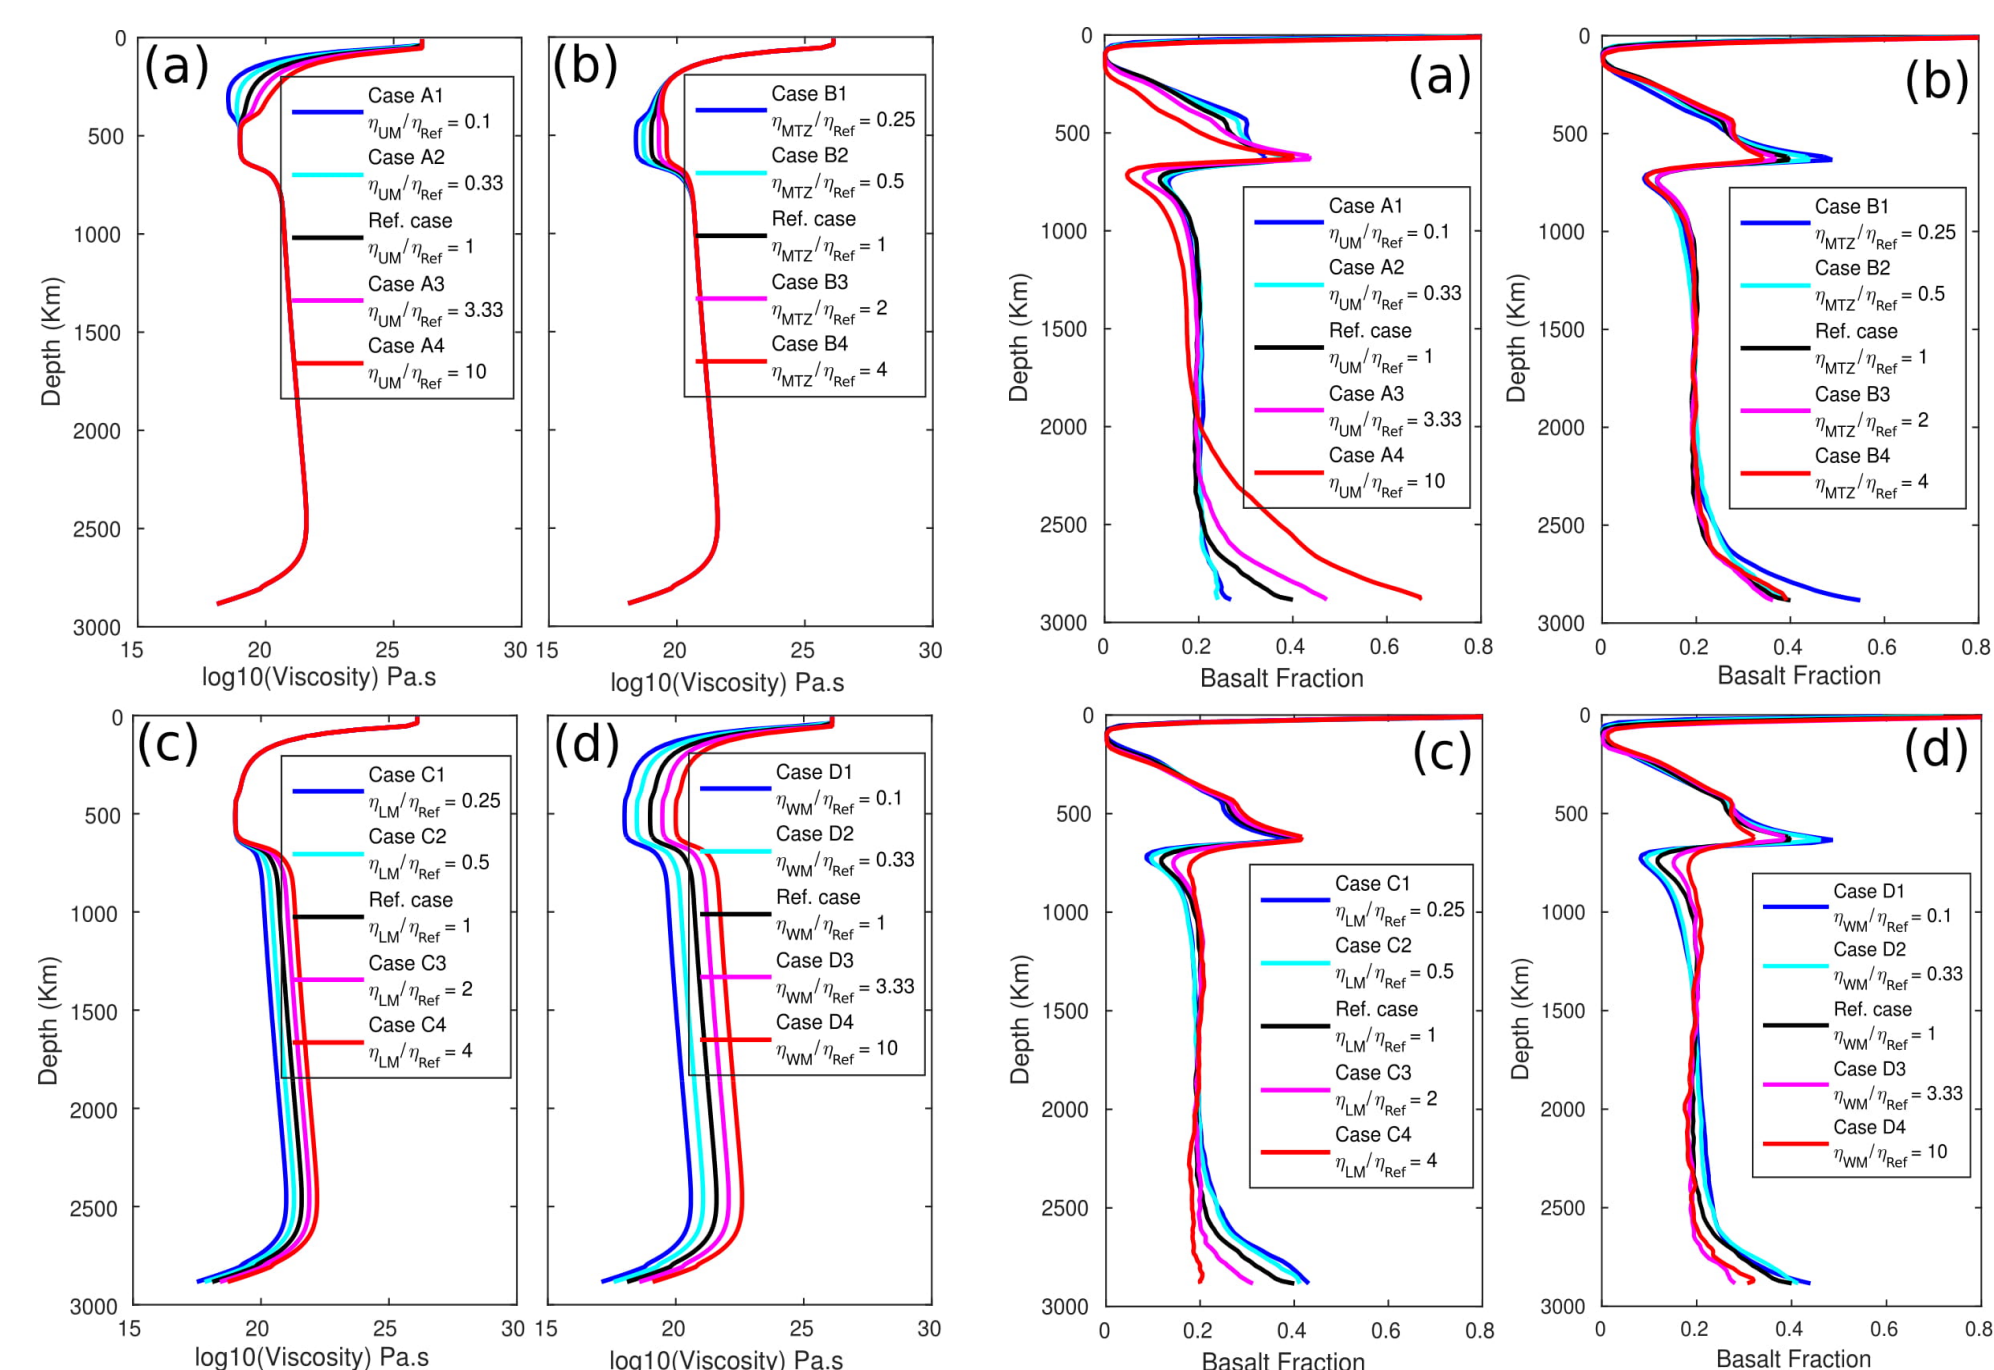 (a)
0
500
1000
1500
2000
2500
3000
Depth (Km)
15
20
25
30
log10(Viscosity) Pa.s
Case A1
ηUM/ηRef = 0.1
Case A2
ηUM/ηRef = 0.33
Ref. case
ηUM/ηRef = 1
Case A3
ηUM/ηRef = 3.33
Case A4
ηUM/ηRef = 10
(b)
0
500
1000
1500
2000
2500
3000
15
20
25
30
log10(Viscosity) Pa.s
Case B1
ηMTZ/ηRef = 0.25
Case B2
ηMTZ/ηRef = 0.5
Ref. case
ηMTZ/ηRef = 1
Case B3
ηMTZ/ηRef = 2
Case B4
ηMTZ/ηRef = 4
(a)
0
500
1000
1500
2000
2500
3000
Depth (Km)
0
0.2
0.4
0.6
0.8
Basalt Fraction
Case A1
ηUM/ηRef = 0.1
Case A2
ηUM/ηRef = 0.33
Ref. case
ηUM/ηRef = 1
Case A3
ηUM/ηRef = 3.33
Case A4
ηUM/ηRef = 10
(b)
0
500
1000
1500
2000
2500
3000
Depth (Km)
0
0.2
0.4
0.6
0.8
Basalt Fraction
Case B1
ηMTZ/ηRef = 0.25
Case B2
ηMTZ/ηRef = 0.5
Ref. case
ηMTZ/ηRef = 1
Case B3
ηMTZ/ηRef = 2
Case B4
ηMTZ/ηRef = 4
(c)
0
500
1000
1500
2000
2500
3000
Depth (Km)
15
20
25
30
log10(Viscosity) Pa.s
Case C1
ηLM/ηRef = 0.25
Case C2
ηLM/ηRef = 0.5
Ref. case
ηLM/ηRef = 1
Case C3
ηLM/ηRef = 2
Case C4
ηLM/ηRef = 4
(d)
0
500
1000
1500
2000
2500
3000
15
20
25
30
log10(Viscosity) Pa.s
Case D1
ηWM/ηRef = 0.1
Case D2
ηWM/ηRef = 0.33
Ref. case
ηWM/ηRef = 1
Case D3
ηWM/ηRef = 3.33
Case D4
ηWM/ηRef = 10
(c)
0
500
1000
1500
2000
2500
3000
Depth (Km)
0
0.2
0.4
0.6
0.8
Basalt Fraction
Case C1
ηLM/ηRef = 0.25
Case C2
ηLM/ηRef = 0.5
Ref. case
ηLM/ηRef = 1
Case C3
ηLM/ηRef = 2
Case C4
ηLM/ηRef = 4
(d)
0
500
1000
1500
2000
2500
3000
Depth (Km)
0
0.2
0.4
0.6
0.8
Basalt Fraction
Case D1
ηWM/ηRef = 0.1
Case D2
ηWM/ηRef = 0.33
Ref. case
ηWM/ηRef = 1
Case D3
ηWM/ηRef = 3.33
Case D4
ηWM/ηRef = 10